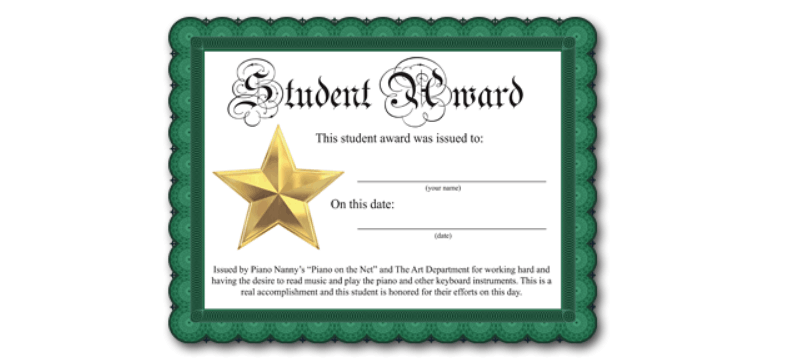 Student Award
This student award was issued to:
(your name)
On this date:
(date)
Issued by Piano Nanny's "Piano on the Net" and The Art Department for working hard and
having the desire to read music and play the piano and other keyboard instruments. This is a
real accomplishment and this student is honored for their efforts on this day.